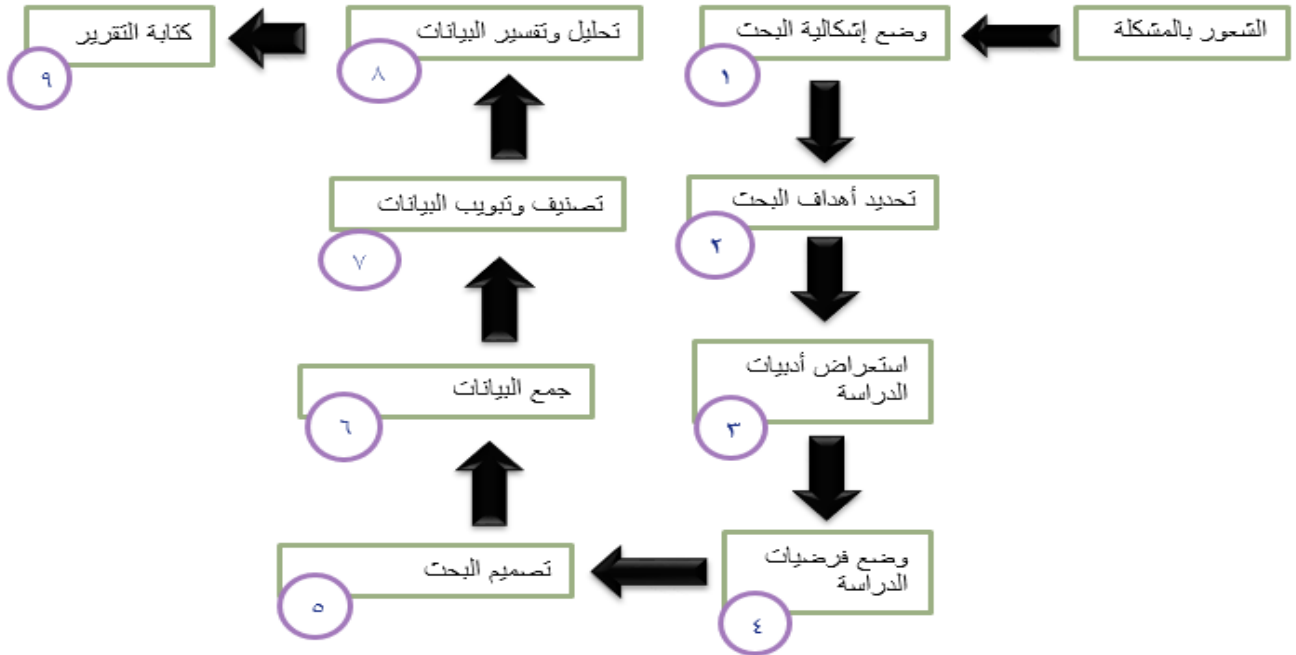 الشعور بالمشكلة
وضع إشكالية البحث
١
تحديد أهداف البحث
٢
استعراض أدبيات
الدراسة
٣
وضع فرضيات
الدراسة
٤
تصميم البحث
٥
جمع البيانات
٦
تصنيف وتبويب البيانات
٧
تحليل وتفسير البيانات
٨
كتابة التقرير
٩